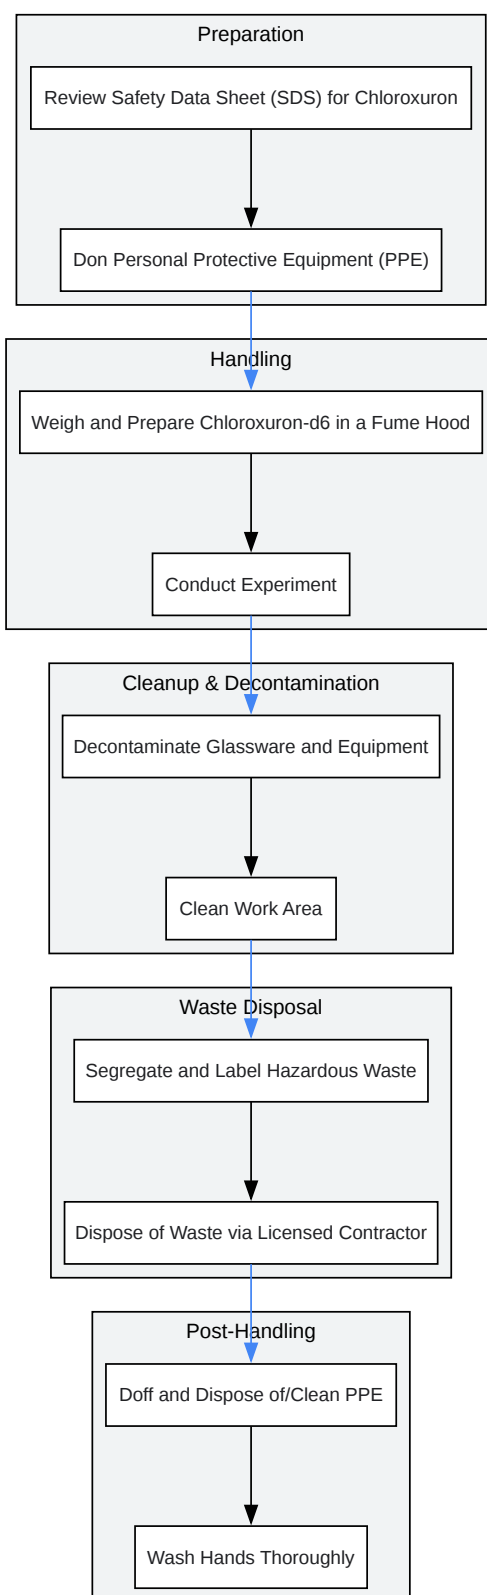 Preparation
Review Safety Data Sheet (SDS) for Chloroxuron
Don Personal Protective Equipment (PPE)
Handling
Weigh and Prepare Chloroxuron-d6 in a Fume Hood
Conduct Experiment
Cleanup & Decontamination
Decontaminate Glassware and Equipment
Clean Work Area
Waste Disposal
Segregate and Label Hazardous Waste
Dispose of Waste via Licensed Contractor
Post-Handling
Doff and Dispose of/Clean PPE
Wash Hands Thoroughly